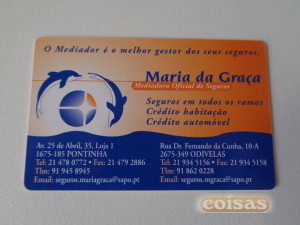 O Mediador é o melhor gestor dos seus seguros.
Maria da Graça
Mediadora Oficial de Seguros
Seguros em todos os ramos
Crédito habitação
Crédito automóvel
Av. 25 de Abril, 35, Loja 1
1675-185 PONTINHA
Tel: 21 478 0772 • Fax: 21 479 2886
Tlm: 91 945 8945
Email: seguros.mariagraca@sapo.pt
Rua Dr. Fernando da Cunha, 10-A
2675-349 ODIVELAS
Tel: 21 934 5156 • Fax: 21 934 5158
Tlm: 91 862 0228
Email: seguros.mgraca@sapo.pt
coisas